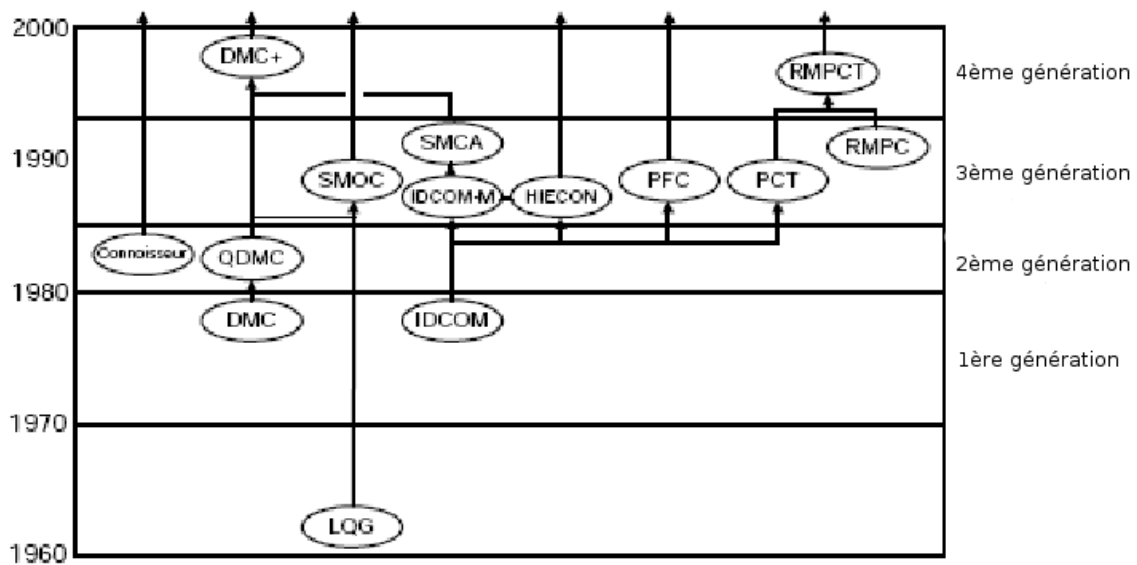 2000
DMC+
RMPCT
4ème génération
SMCA
RMPC
1990
SMOC
IDCOM-M
HIECON
PFC
PCT
3ème génération
Connoisseur
QDMC
2ème génération
1980
DMC
IDCOM
1ère génération
1970
LQG
1960